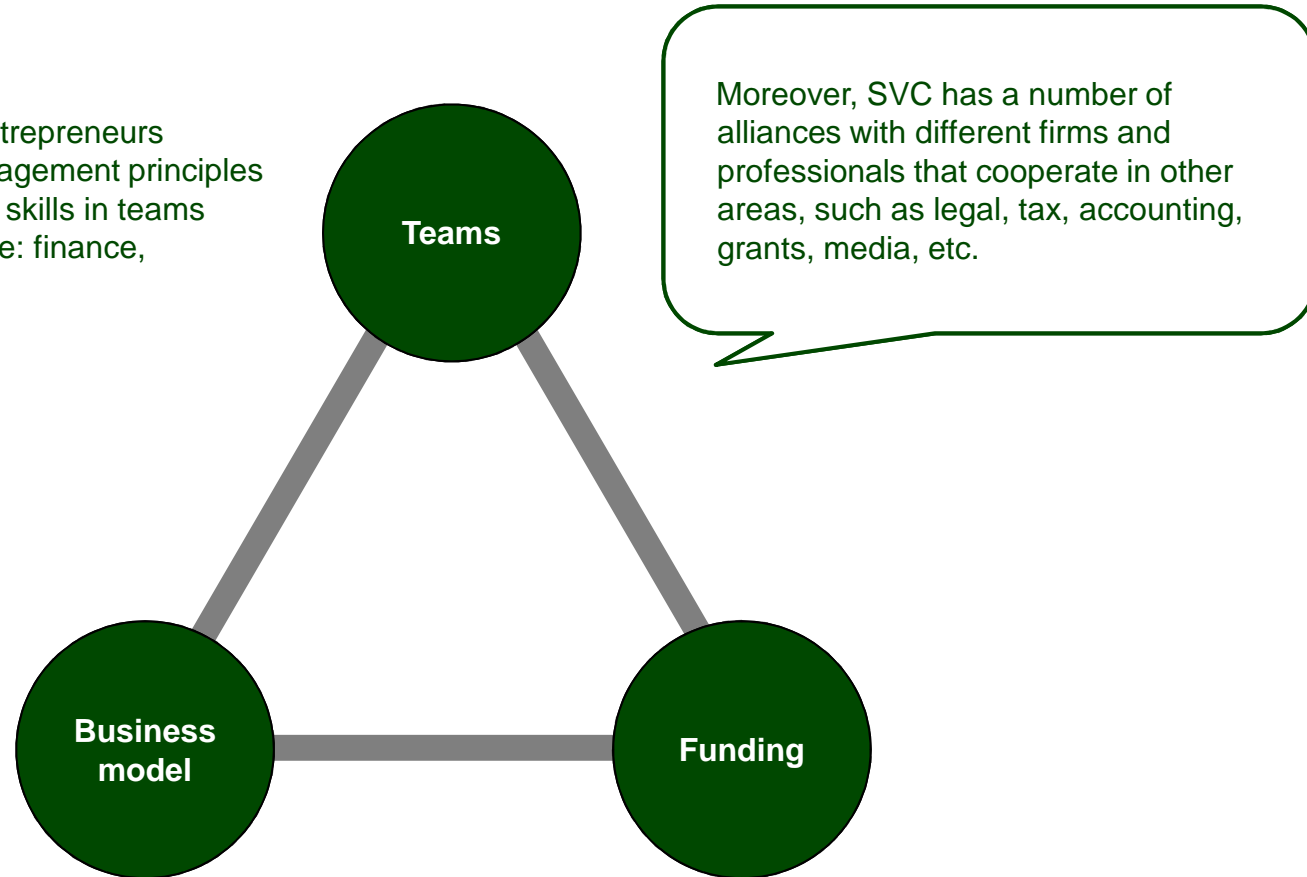 trepreneurs
agement principles
skills in teams
e: finance,
Teams
Moreover, SVC has a number of
alliances with different firms and
professionals that cooperate in other
areas, such as legal, tax, accounting,
grants, media, etc.
Business
model
Funding